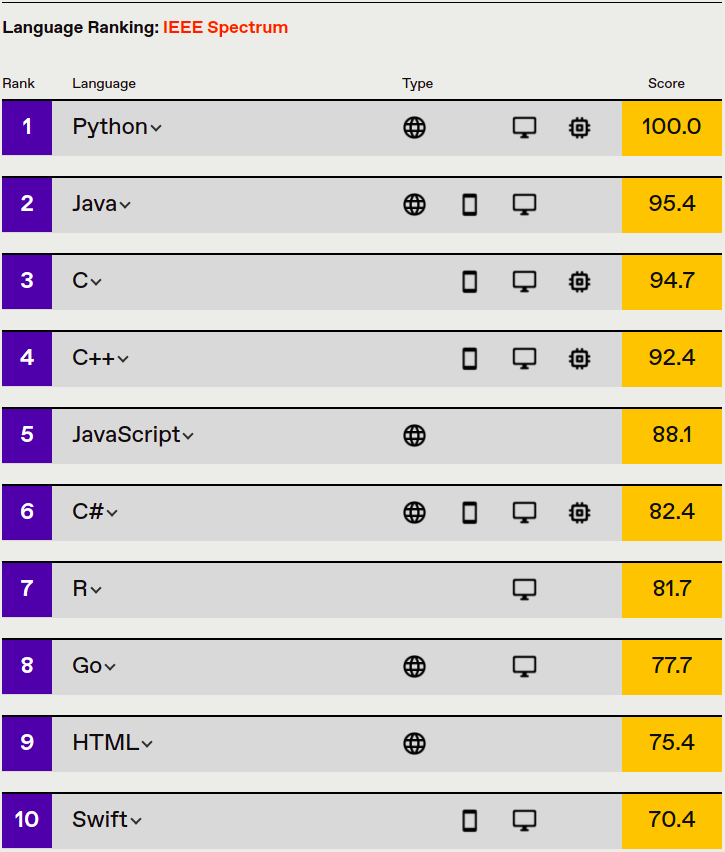 Language Ranking: IEEE Spectrum
Rank Language Type Score
1 Python 100.0
2 Java 95.4
3 C 94.7
4 C++ 92.4
5 JavaScript 88.1
6 C# 82.4
7 R 81.7
8 Go 77.7
9 HTML 75.4
10 Swift 70.4